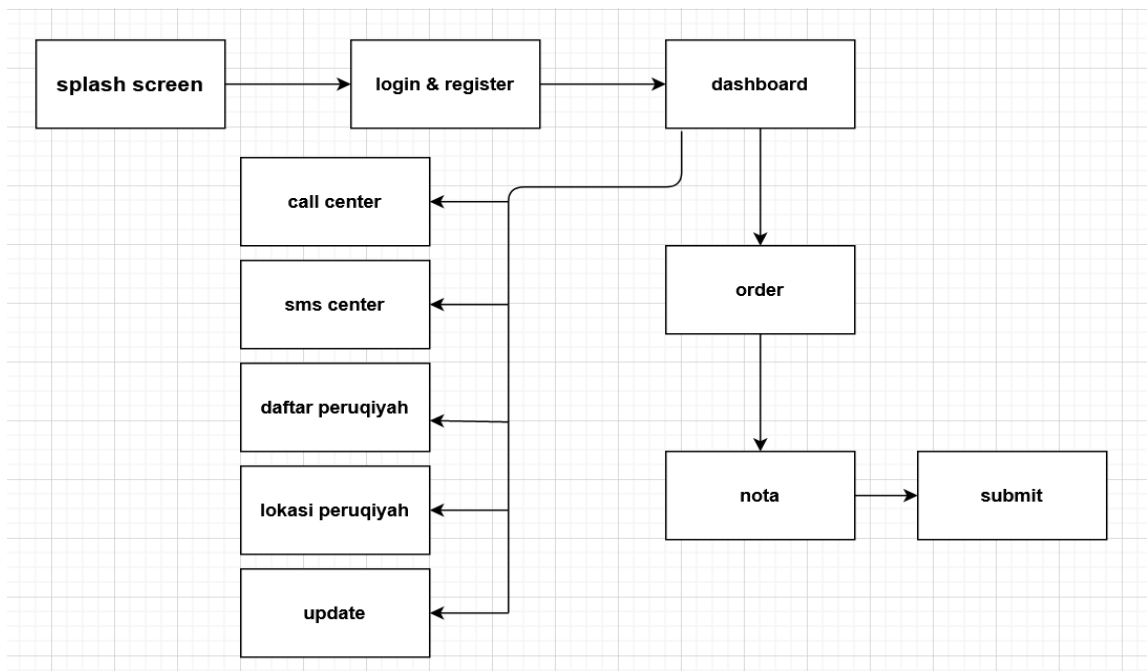 splash screen
login & register
dashboard
call center
sms center
order
daftar peruqiyah
lokasi peruqiyah
nota
submit
update